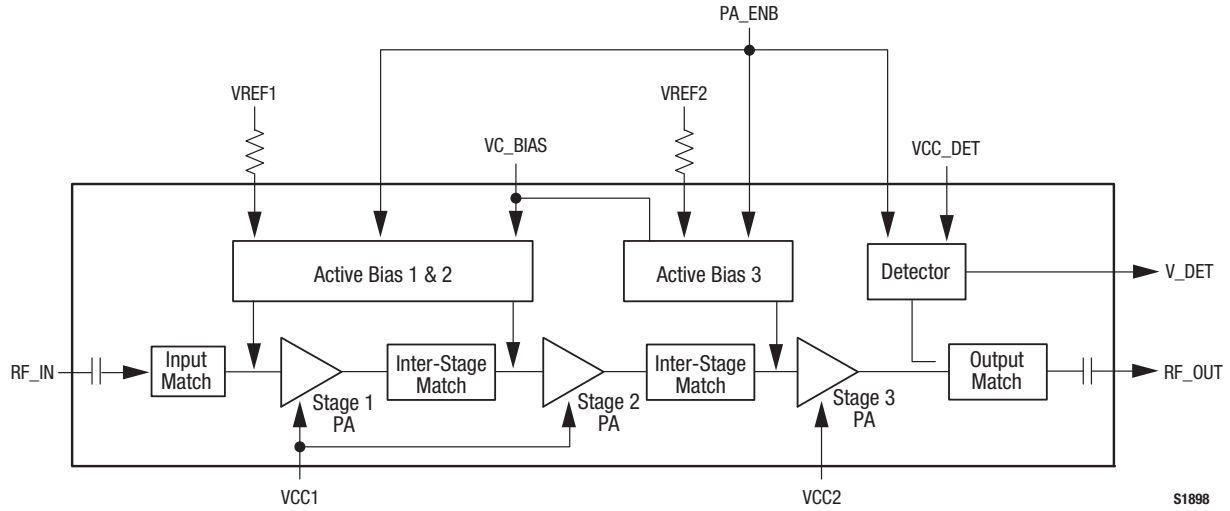 PA_ENB
VREF1
VREF2
VC_BIAS
VCC_DET
Active Bias 1 & 2
Active Bias 3
Detector
V_DET
RF_IN
Input
Match
Stage 1
PA
Inter-Stage
Match
Stage 2
PA
Inter-Stage
Match
Stage 3
PA
Output
Match
RF_OUT
VCC1
VCC2
S1898